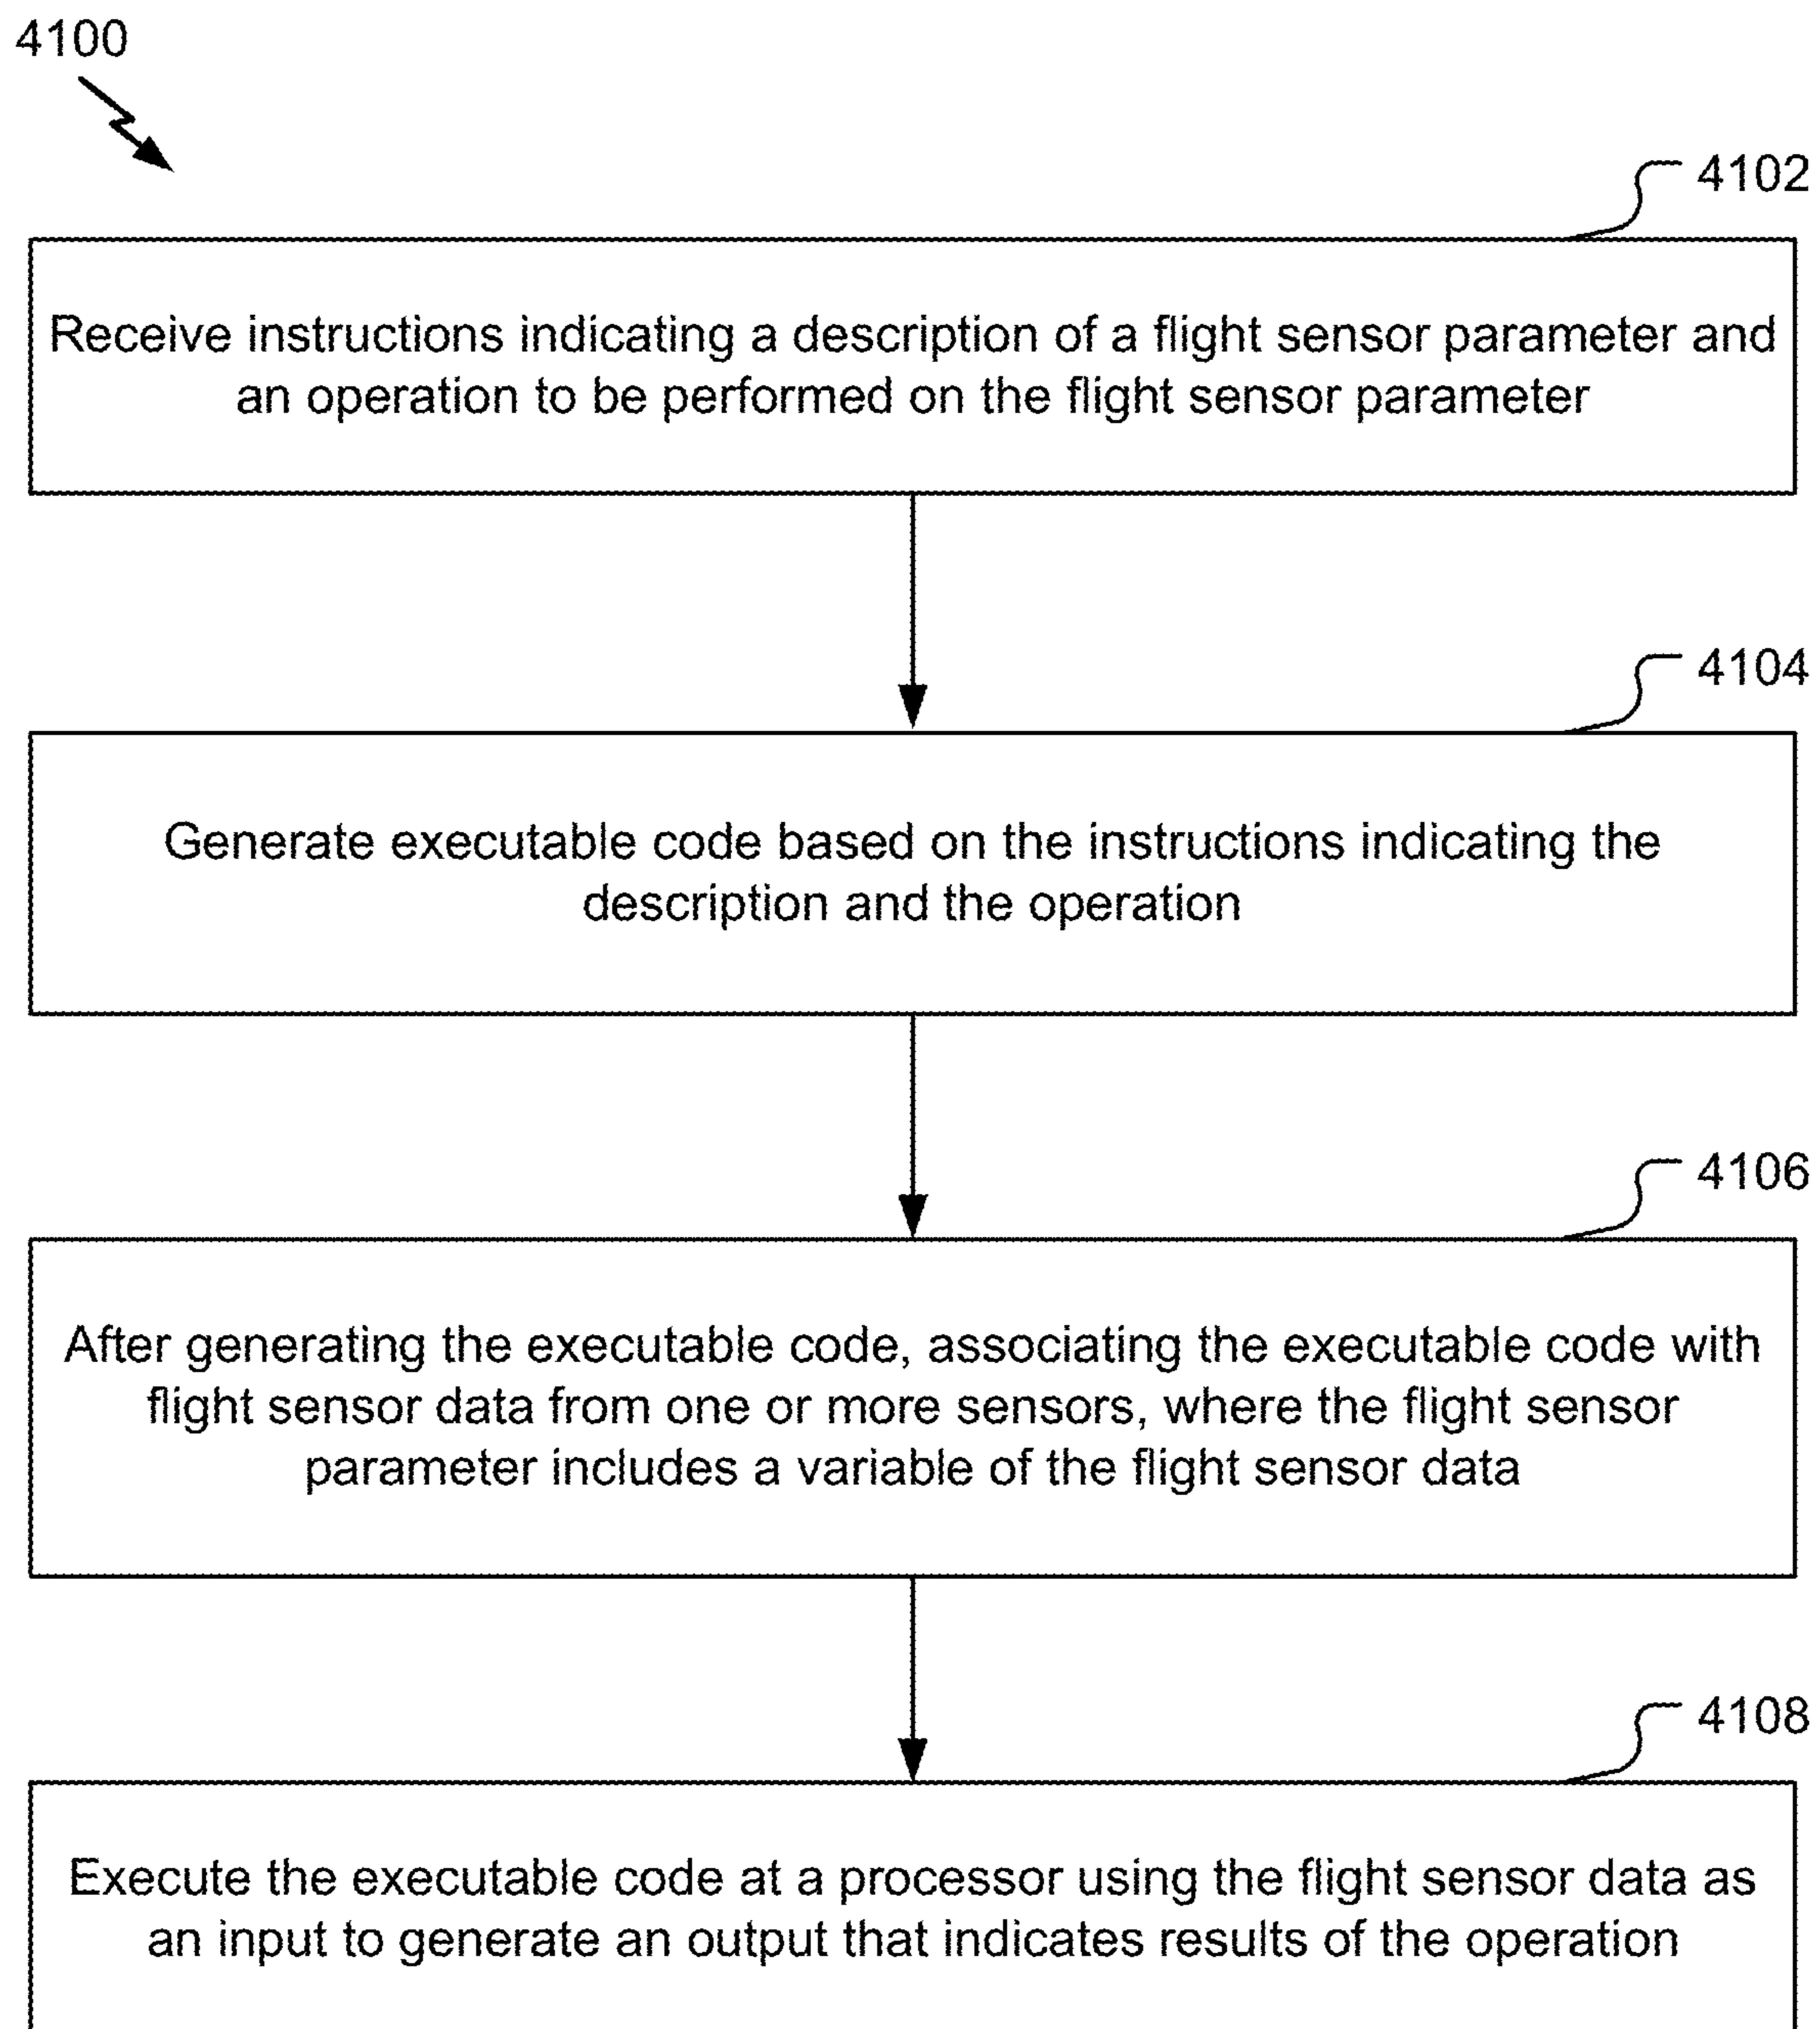 4100
4102
Receive instructions indicating a description of a flight sensor parameter and
an operation to be performed on the flight sensor parameter
4104
Generate executable code based on the instructions indicating the
description and the operation
4106
After generating the executable code, associating the executable code with
flight sensor data from one or more sensors, where the flight sensor
parameter includes a variable of the flight sensor data
4108
Execute the executable code at a processor using the flight sensor data as
an input to generate an output that indicates results of the operation